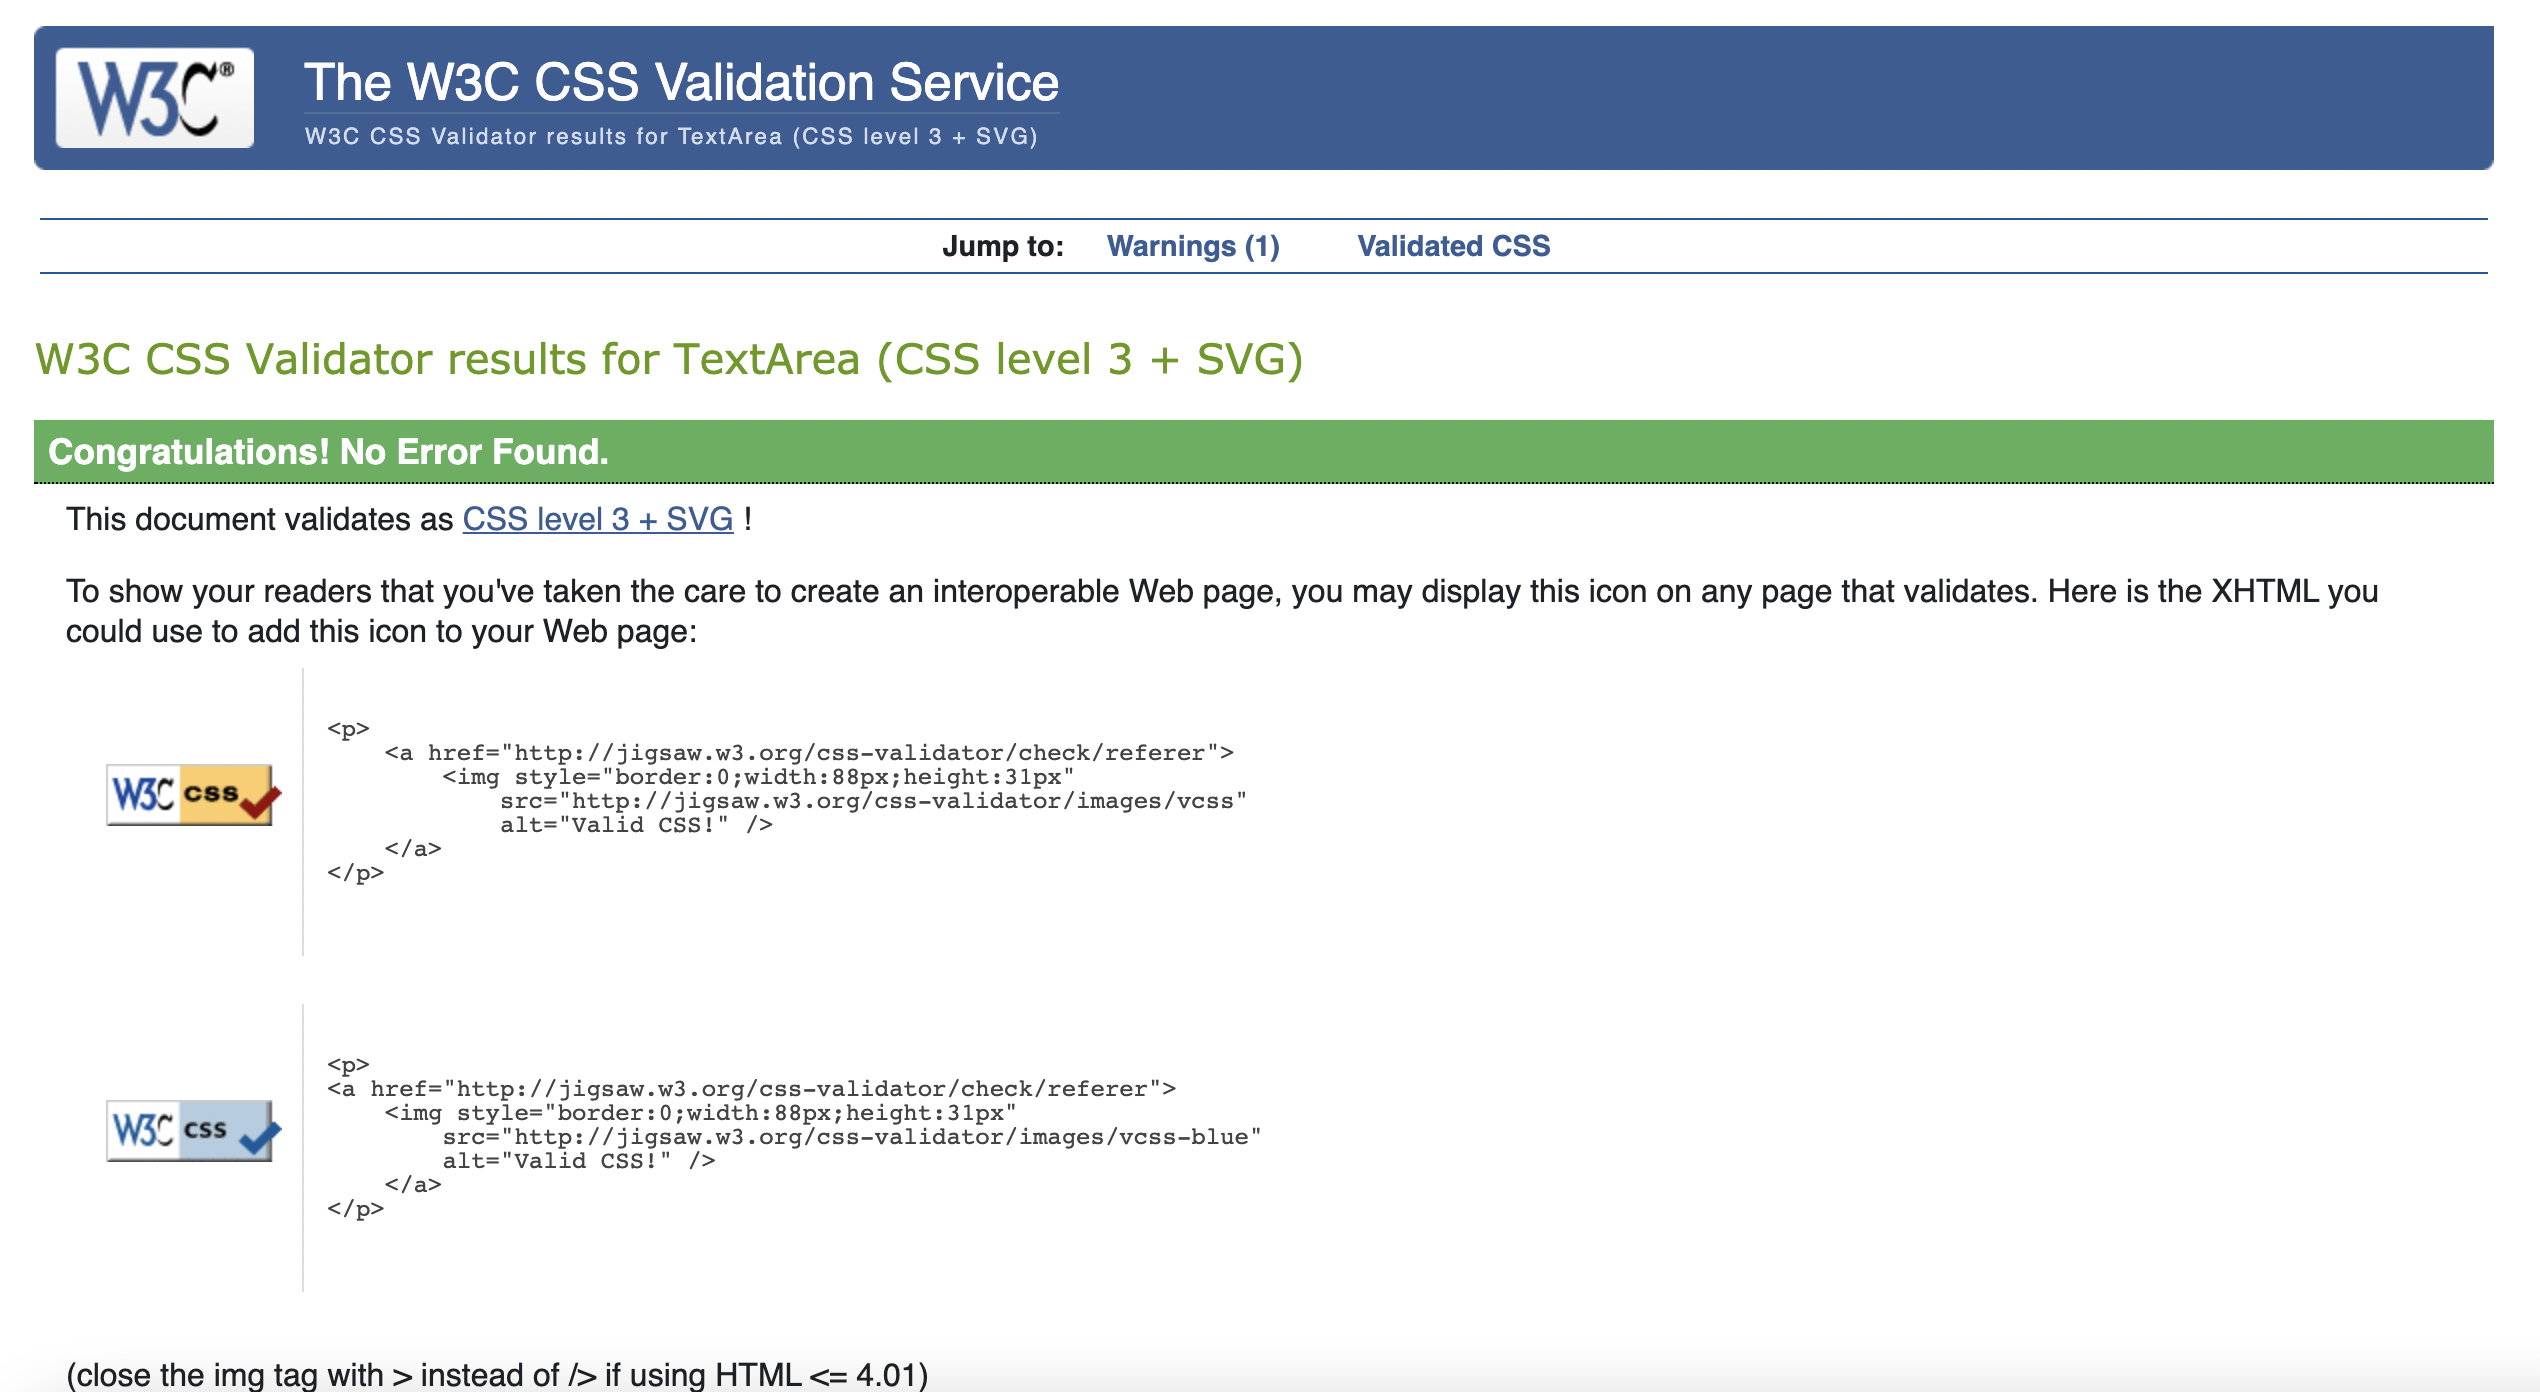 W3C®
The W3C CSS Validation Service
W3C CSS Validator results for TextArea (CSS level 3 + SVG)
Jump to: Warnings (1) Validated CSS
W3C CSS Validator results for TextArea (CSS level 3 + SVG)
Congratulations! No Error Found.
This document validates as CSS level 3 + SVG !
To show your readers that you've taken the care to create an interoperable Web page, you may display this icon on any page that validates. Here is the XHTML you
could use to add this icon to your Web page:
W3C css
<p>
    <a href="http://jigsaw.w3.org/css-validator/check/referer">
        <img style="border:0;width:88px;height:31px"
            src="http://jigsaw.w3.org/css-validator/images/vcss"
            alt="Valid CSS!" />
    </a>
</p>
W3C css
<p>
<a href="http://jigsaw.w3.org/css-validator/check/referer">
    <img style="border:0;width:88px;height:31px"
        src="http://jigsaw.w3.org/css-validator/images/vcss-blue"
        alt="Valid CSS!" />
    </a>
</p>
(close the img tag with > instead of /> if using HTML <= 4.01)